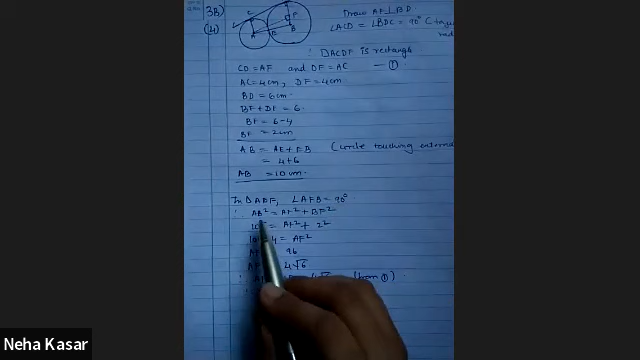 3B)
(4)
Draw AF⊥BD
∠ACD = ∠BDC = 90°
∴ □ACDF is rectangle
CD = AF and DF = AC — ①
AC = 4cm, DF = 4cm
BD = 6cm
BF + DF = 6
BF = 6-4
BF = 2cm
AB = AE + EB (circle touching external
= 4+6
AB = 10 cm
In △ABF, ∠AFB = 90°
∴ AB² = AF² + BF²
10² = AF² + 2²
= AF²
96
4√6
(from ①)
Neha Kasar